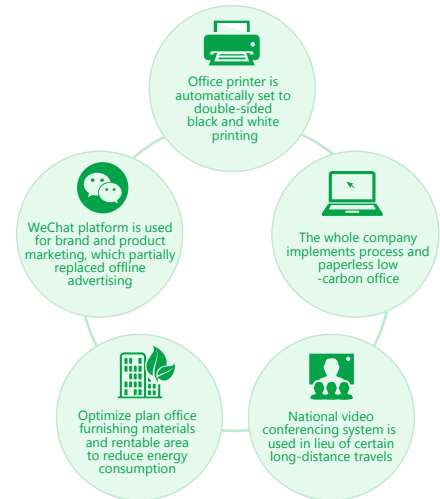 Office printer is
automatically set to
double-sided
black and white
printing
WeChat platform is used
for brand and product
marketing, which partially
replaced offline
advertising
The whole company
implements process and
paperless low
-carbon office
Optimize plan office
furnishing materials
and rentable area
to reduce energy
consumption
National video
conferencing system is
used in lieu of certain
long-distance travels